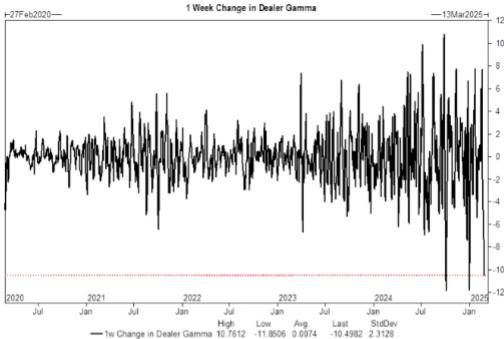 1 Week Change in Dealer Gamma
27Feb2020 13Mar2025
12
10
8
6
4
2
0
-2
-4
-6
-8
-10
-12
2020 2021 2022 2023 2024 2025
Jul Jan Jul Jan Jul Jan Jul Jan Jul Jan
High Low Avg. Last StdDev
1w Change in Dealer Gamma 10.7612 -11.8506 0.0074 -10.4982 2.3128